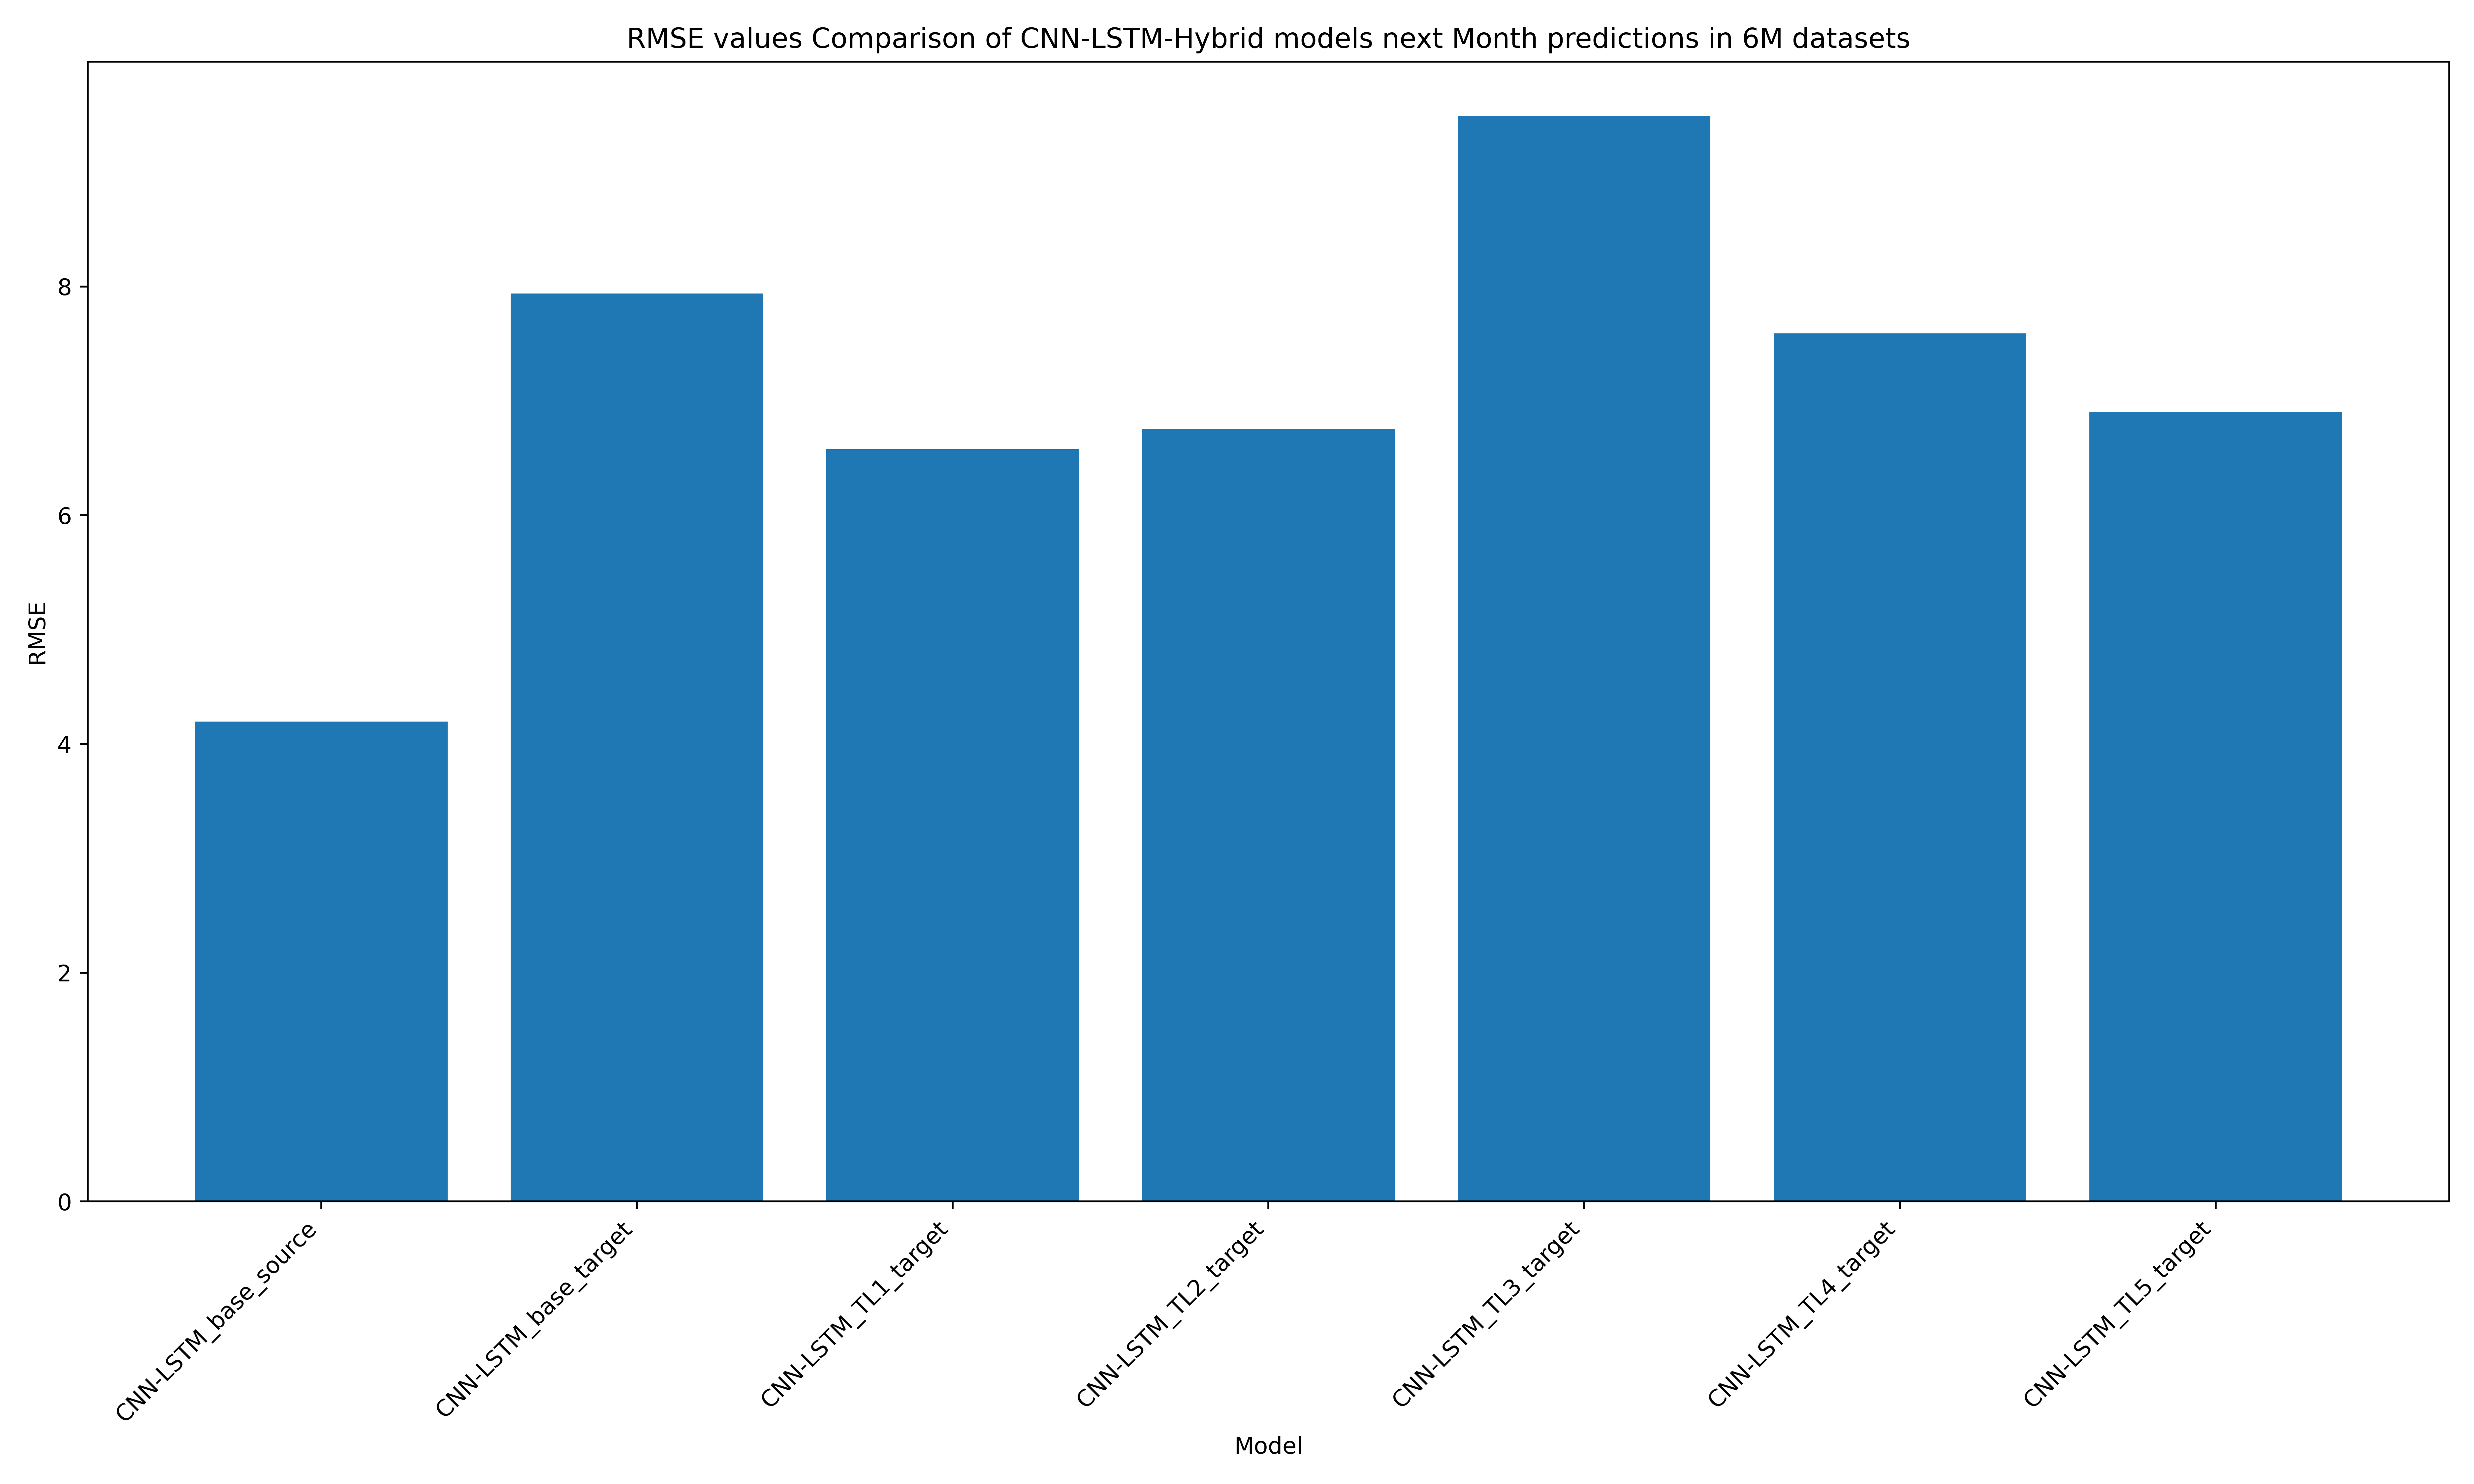 RMSE values Comparison of CNN-LSTM-Hybrid models next Month predictions in 6M datasets
RMSE
8
6
4
2
0
CNN-LSTM_base_source
CNN-LSTM_base_target
CNN-LSTM_TL1_target
CNN-LSTM_TL2_target
CNN-LSTM_TL3_target
CNN-LSTM_TL4_target
CNN-LSTM_TL5_target
Model